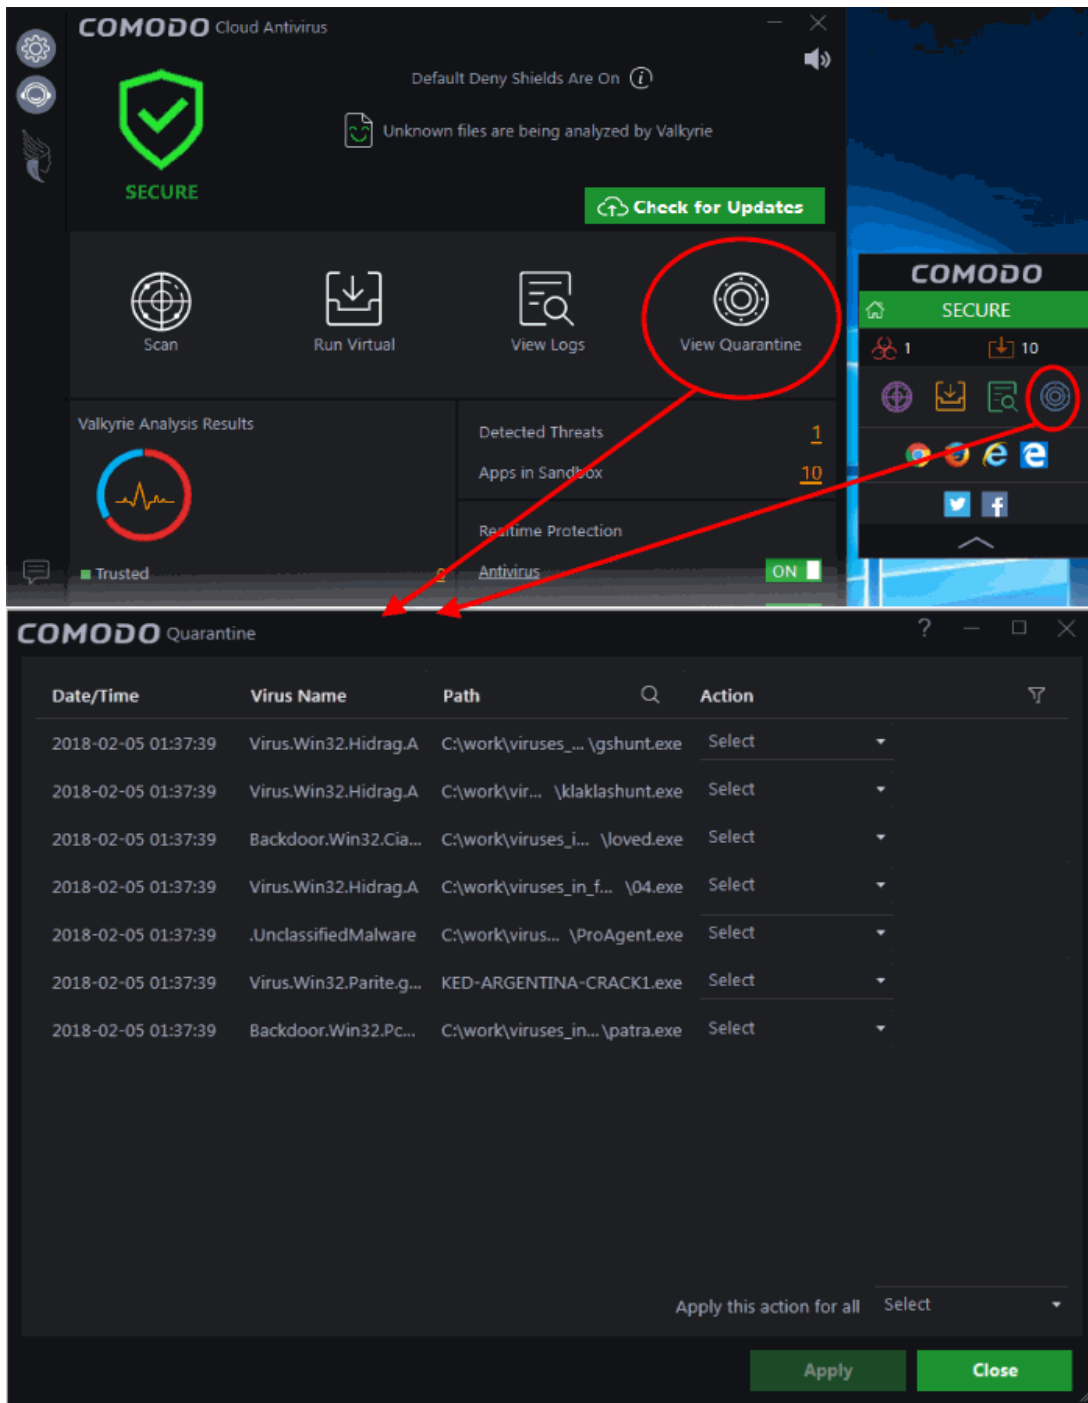 COMODO Cloud Antivirus
Default Deny Shields Are On i
Unknown files are being analyzed by Valkyrie
SECURE
Check for Updates
Scan
Run Virtual
View Logs
View Quarantine
COMODO
SECURE
1 10
Valkyrie Analysis Results
Detected Threats 1
Apps in Sandbox 10
Realtime Protection
Trusted 0
Antivirus ON
COMODO Quarantine ?
Date/Time Virus Name Path Action
2018-02-05 01:37:39 Virus.Win32.Hidrag.A C:\work\viruses_... \gshunt.exe Select
2018-02-05 01:37:39 Virus.Win32.Hidrag.A C:\work\vir... \klaklashunt.exe Select
2018-02-05 01:37:39 Backdoor.Win32.Cia... C:\work\viruses_i... \loved.exe Select
2018-02-05 01:37:39 Virus.Win32.Hidrag.A C:\work\viruses_in_f... \04.exe Select
2018-02-05 01:37:39 .UnclassifiedMalware C:\work\virus... \ProAgent.exe Select
2018-02-05 01:37:39 Virus.Win32.Parite.g... KED-ARGENTINA-CRACK1.exe Select
2018-02-05 01:37:39 Backdoor.Win32.Pc... C:\work\viruses_in...\patra.exe Select
Apply this action for all Select
Apply Close